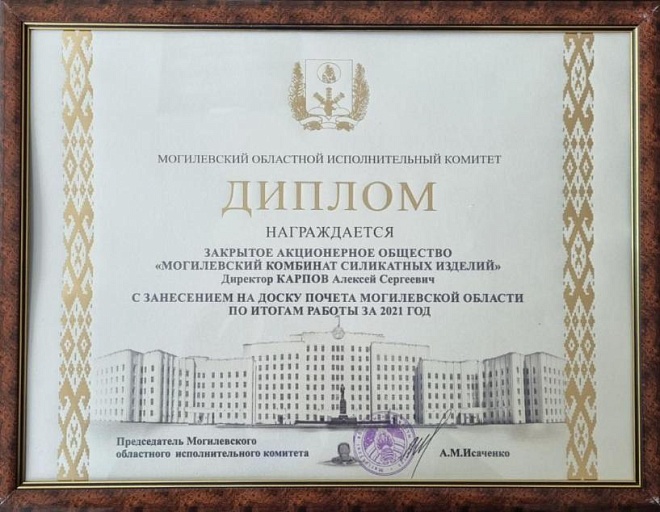 МОГИЛЕВСКИЙ ОБЛАСТНОЙ ИСПОЛНИТЕЛЬНЫЙ КОМИТЕТ
ДИПЛОМ
НАГРАЖДАЕТСЯ
ЗАКРЫТОЕ АКЦИОНЕРНОЕ ОБЩЕСТВО
«МОГИЛЕВСКИЙ КОМБИНАТ СИЛИКАТНЫХ ИЗДЕЛИЙ»
Директор КАРПОВ Алексей Сергеевич
С ЗАНЕСЕНИЕМ НА ДОСКУ ПОЧЕТА МОГИЛЕВСКОЙ ОБЛАСТИ
ПО ИТОГАМ РАБОТЫ ЗА 2021 ГОД
Председатель Могилевского
областного исполнительного комитета
А.М.Исаченко